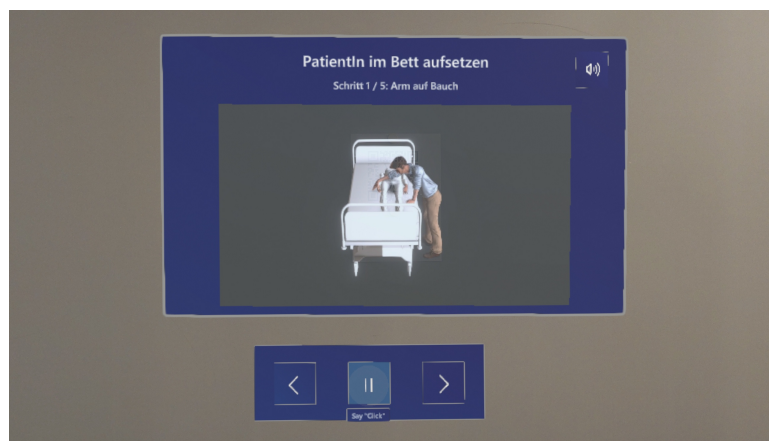 PatientIn im Bett aufsetzen
Schritt 1 / 5: Arm auf Bauch
Say "Click"